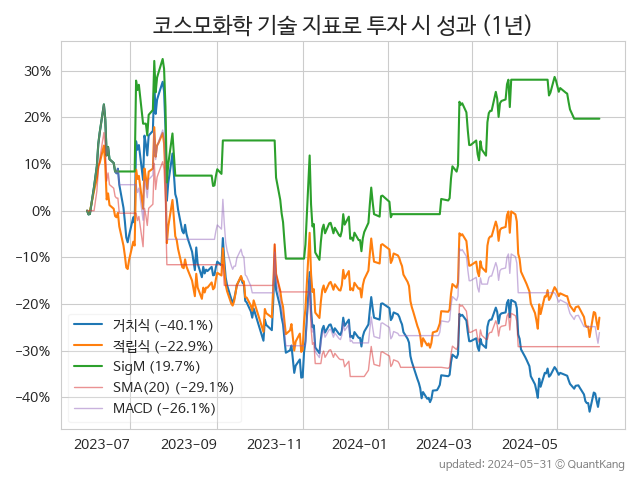 코스모화학 기술 지표로 투자 시 성과 (1년)
30%
20%
10%
0%
−10%
−20%
−30%
−40%
거치식 (−40.1%)
적립식 (−22.9%)
SigM (19.7%)
SMA(20) (−29.1%)
MACD (−26.1%)
2023−07 2023−09 2023−11 2024−01 2024−03 2024−05
updated: 2024-05-31 © QuantKang